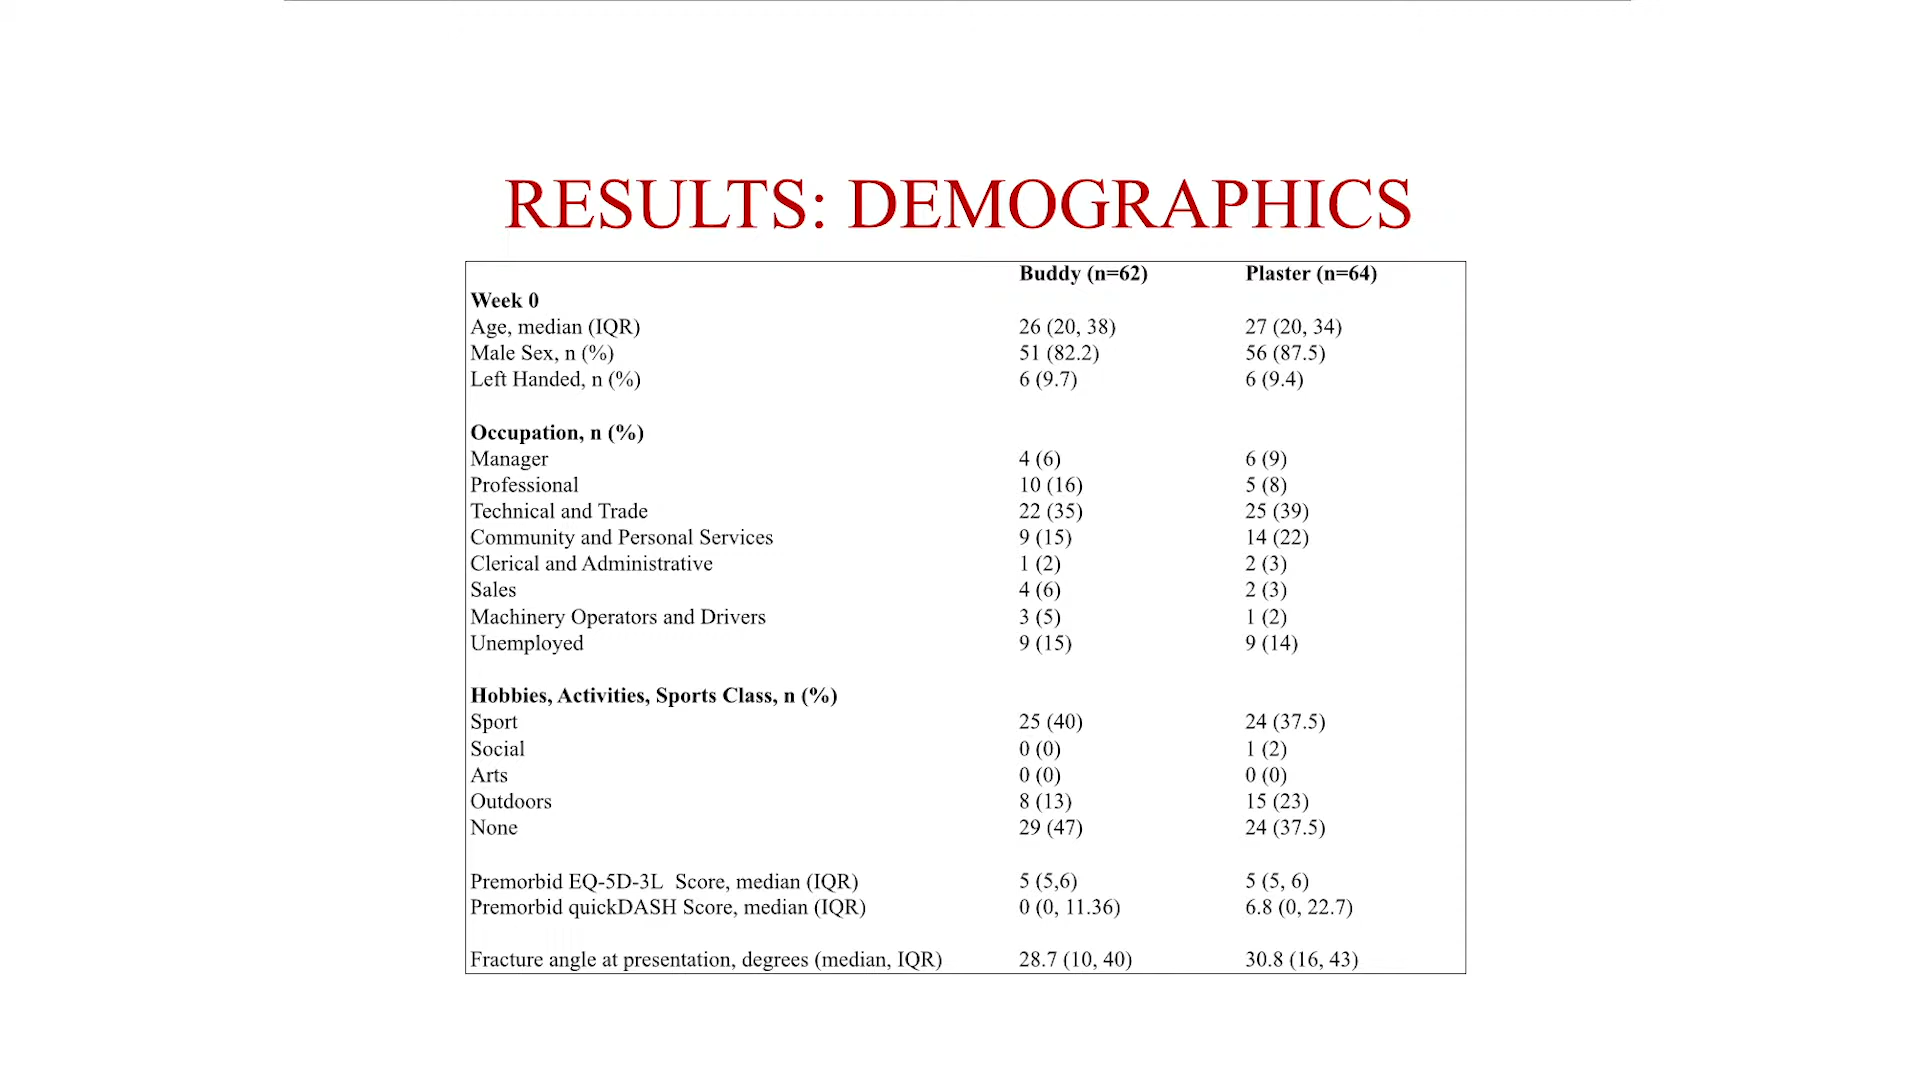 RESULTS: DEMOGRAPHICS
Buddy (n=62) Plaster (n=64)
Week 0
Age, median (IQR) 26 (20, 38) 27 (20, 34)
Male Sex, n (%) 51 (82.2) 56 (87.5)
Left Handed, n (%) 6 (9.7) 6 (9.4)
Occupation, n (%)
Manager 4 (6) 6 (9)
Professional 10 (16) 5 (8)
Technical and Trade 22 (35) 25 (39)
Community and Personal Services 9 (15) 14 (22)
Clerical and Administrative 1 (2) 2 (3)
Sales 4 (6) 2 (3)
Machinery Operators and Drivers 3 (5) 1 (2)
Unemployed 9 (15) 9 (14)
Hobbies, Activities, Sports Class, n (%)
Sport 25 (40) 24 (37.5)
Social 0 (0) 1 (2)
Arts 0 (0) 0 (0)
Outdoors 8 (13) 15 (23)
None 29 (47) 24 (37.5)
Premorbid EQ-5D-3L Score, median (IQR) 5 (5,6) 5 (5, 6)
Premorbid quickDASH Score, median (IQR) 0 (0, 11.36) 6.8 (0, 22.7)
Fracture angle at presentation, degrees (median, IQR) 28.7 (10, 40) 30.8 (16, 43)